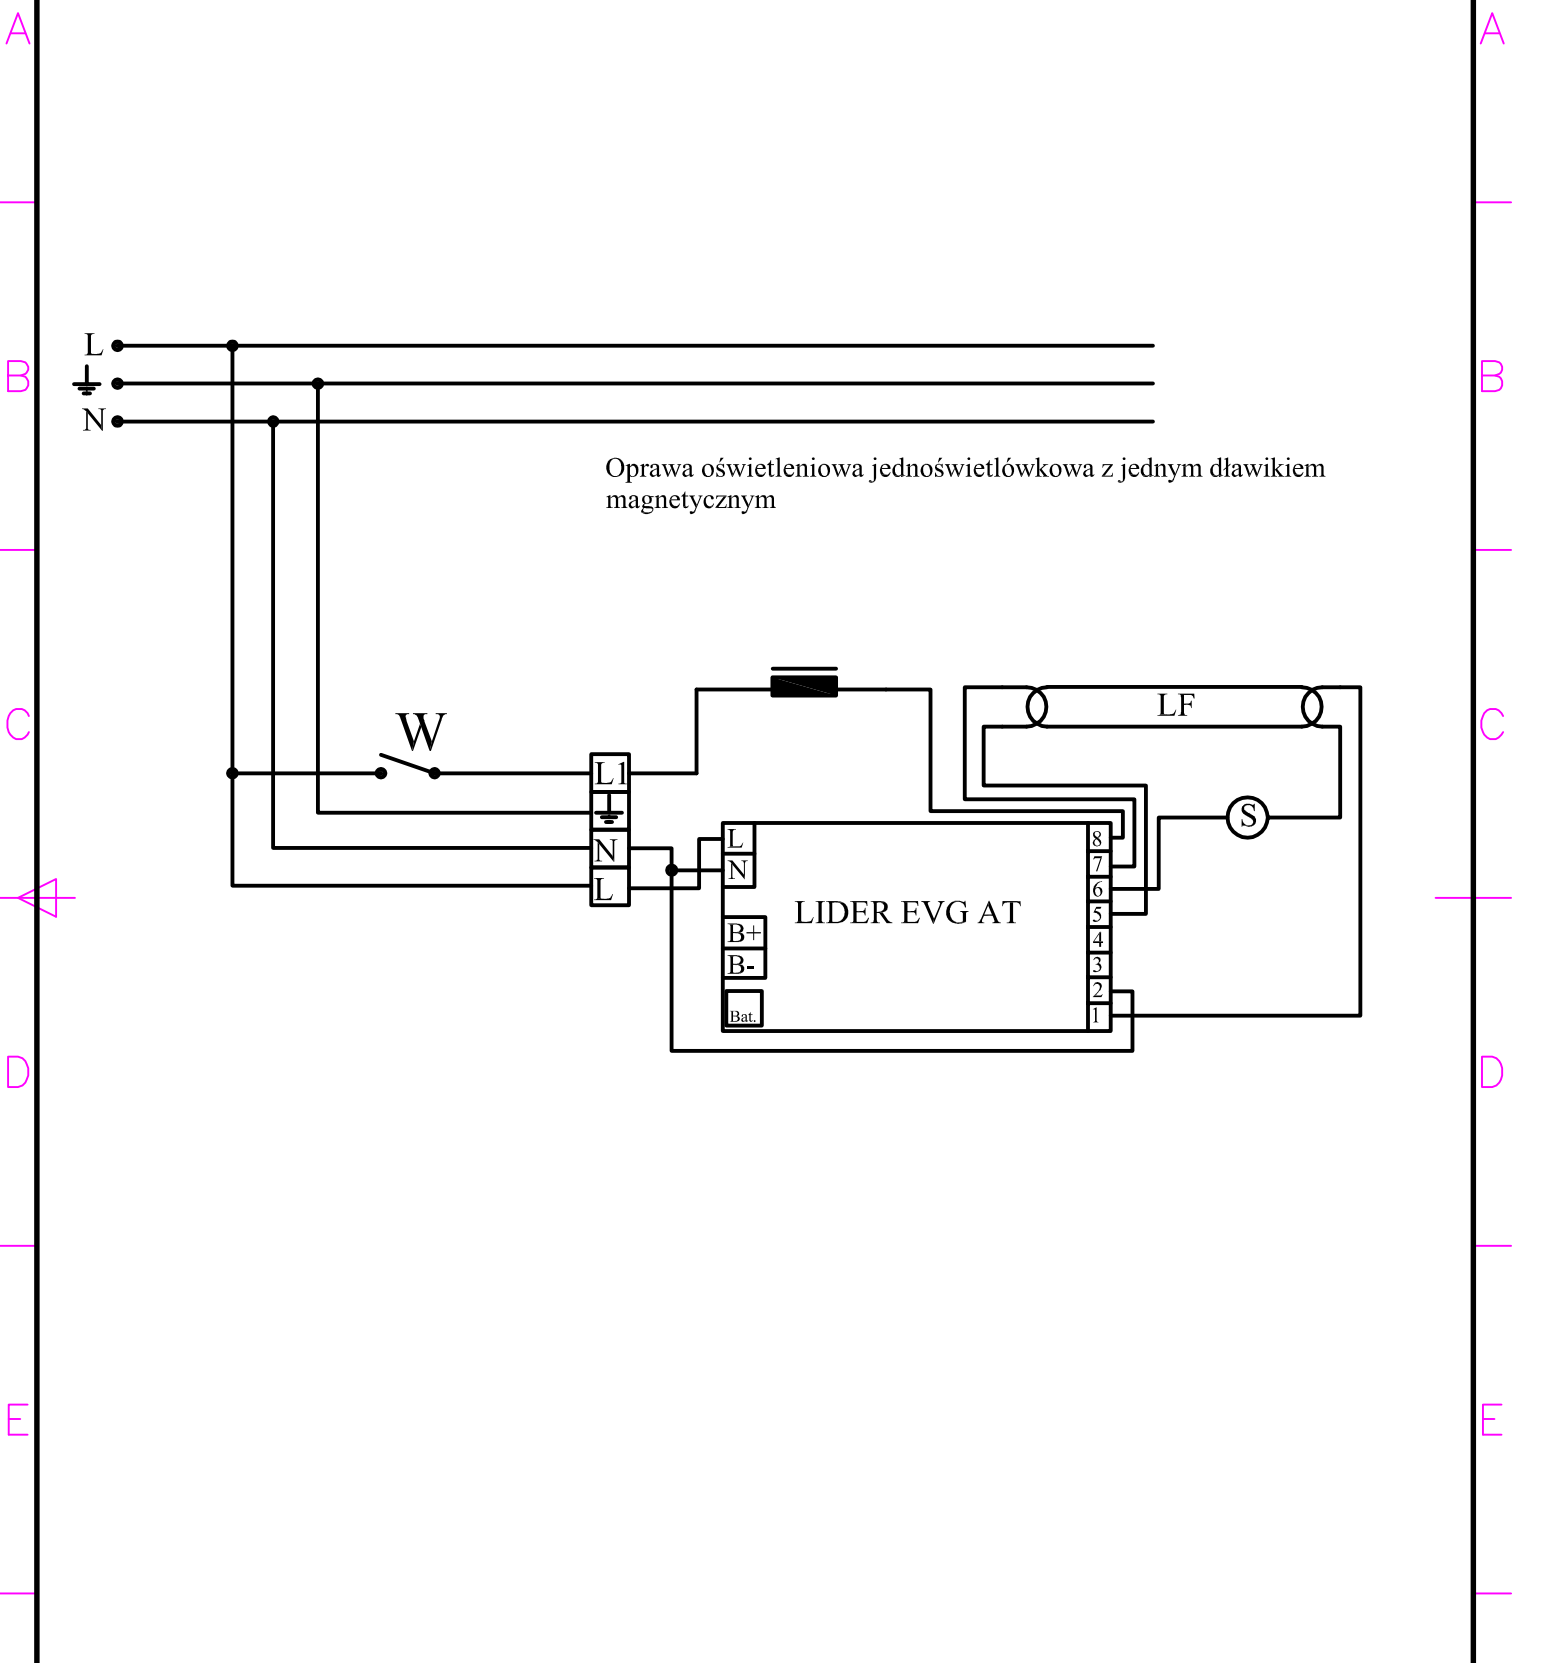 A A
L
B B
N
Oprawa oświetleniowa jednoświetlówkowa z jednym dławikiem
magnetycznym
LF
C W C
L1
S
L 8
N N 7
L 6
LIDER EVG AT 5
B+ 4
B- 3
2
Bat. 1
D D
E E